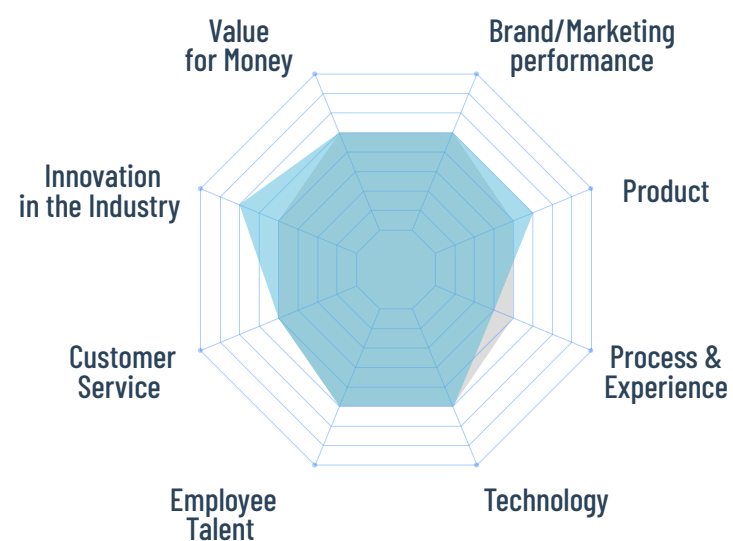 Value
for Money
Brand/Marketing
performance
Innovation
in the Industry
Product
Customer
Service
Process &
Experience
Employee
Talent
Technology